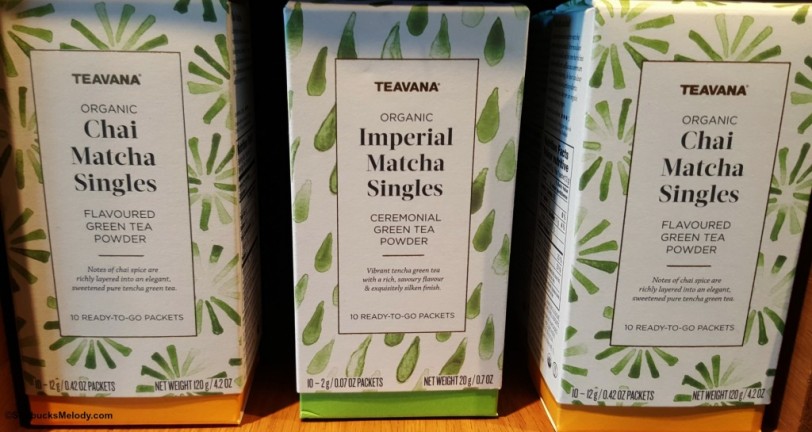 TEAVANA®
ORGANIC
Chai
Matcha
Singles
FLAVOURED
GREEN TEA
POWDER
Notes of chai spice are
richly layered into an elegant,
sweetened pure tencha green tea.
10 READY-TO-GO PACKETS
10 – 12 g / 0.42 OZ PACKETS NET WEIGHT 120 g / 4.2 OZ
TEAVANA®
ORGANIC
Imperial
Matcha
Singles
CEREMONIAL
GREEN TEA
POWDER
Vibrant tencha green tea
with a rich, savoury flavour
& exquisitely silken finish.
10 READY-TO-GO PACKETS
10 – 2 g / 0.07 OZ PACKETS NET WEIGHT 20 g / 0.7 OZ
TEAVANA®
ORGANIC
Chai
Matcha
Singles
FLAVOURED
GREEN TEA
POWDER
Notes of chai spice are
richly layered into an elegant,
sweetened pure tencha green tea.
10 READY-TO-GO PACKETS
10 – 12 g / 0.42 OZ PACKETS NET WEIGHT 120 g / 4.2 OZ
©StarbucksMelody.com